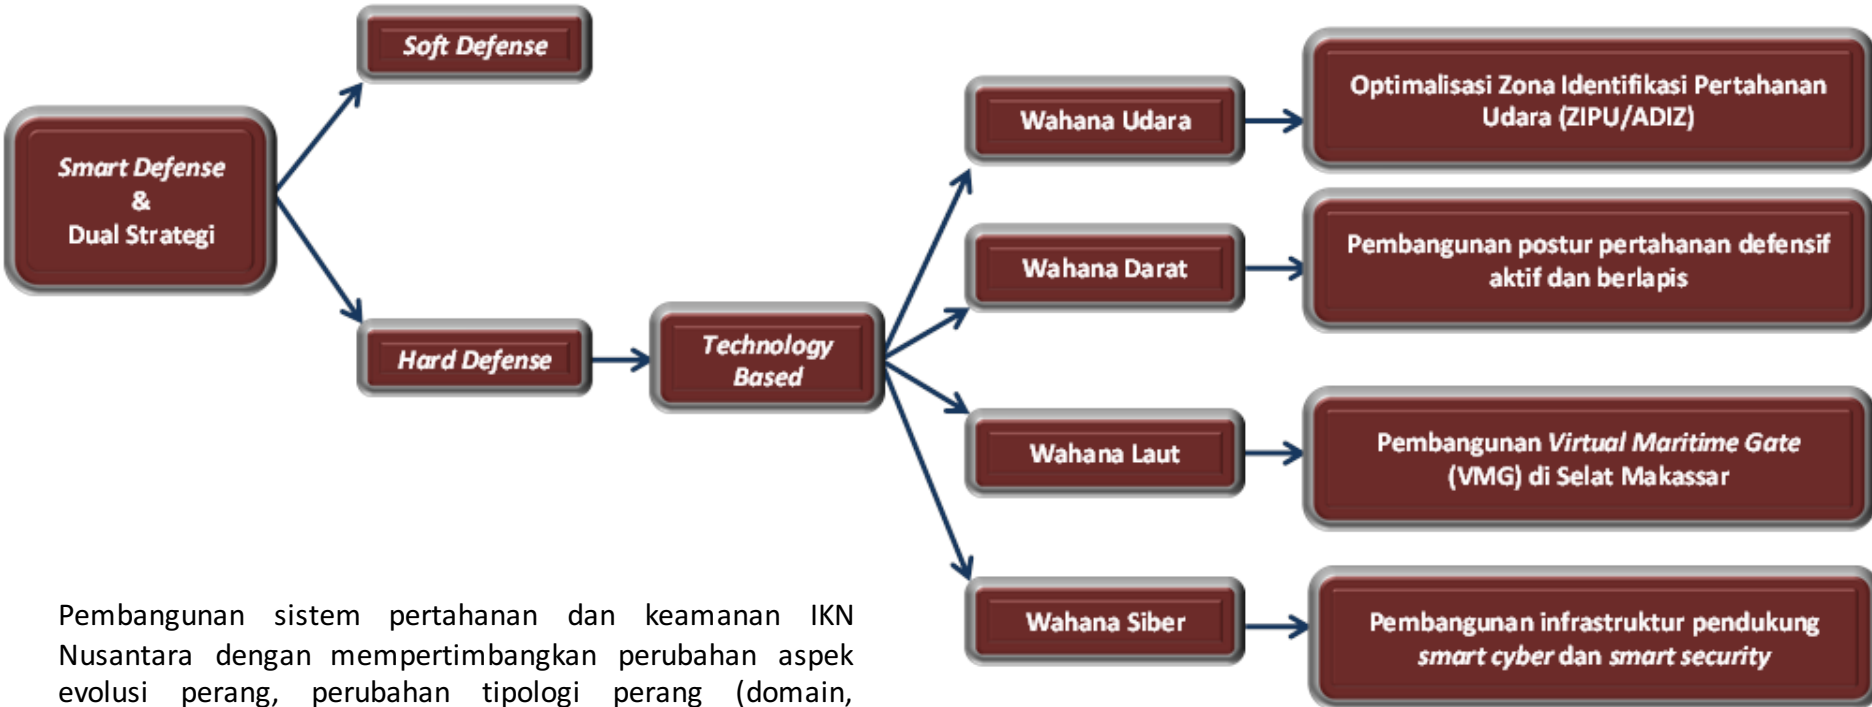 Soft Defense
Smart Defense
&
Dual Strategi
Hard Defense
Technology
Based
Wahana Udara
Optimalisasi Zona Identifikasi Pertahanan
Udara (ZIPU/ADIZ)
Wahana Darat
Pembangunan postur pertahanan defensif
aktif dan berlapis
Wahana Laut
Pembangunan Virtual Maritime Gate
(VMG) di Selat Makassar
Wahana Siber
Pembangunan infrastruktur pendukung
smart cyber dan smart security
Pembangunan sistem pertahanan dan keamanan IKN
Nusantara dengan mempertimbangkan perubahan aspek
evolusi perang, perubahan tipologi perang (domain,